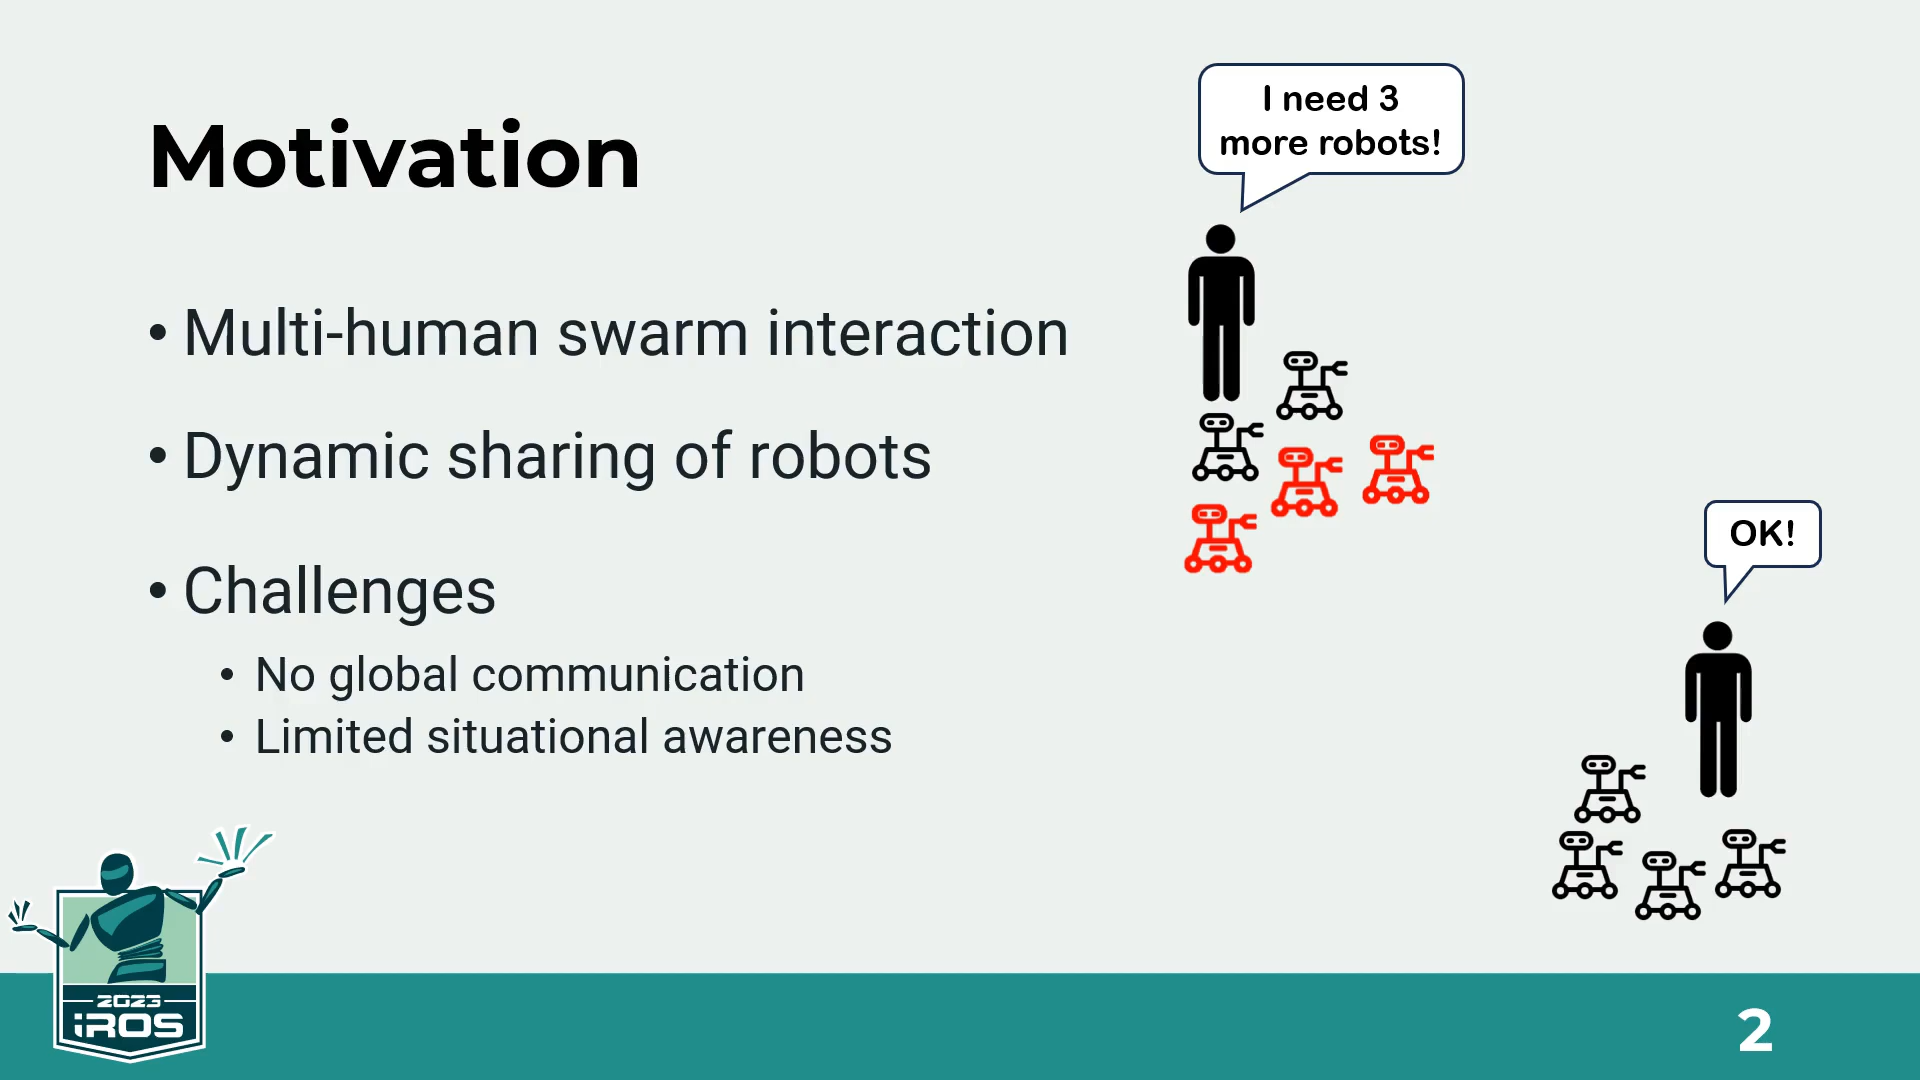 Motivation
• Multi-human swarm interaction
• Dynamic sharing of robots
• Challenges
• No global communication
• Limited situational awareness
I need 3
more robots!
OK!
2023
iROS
2